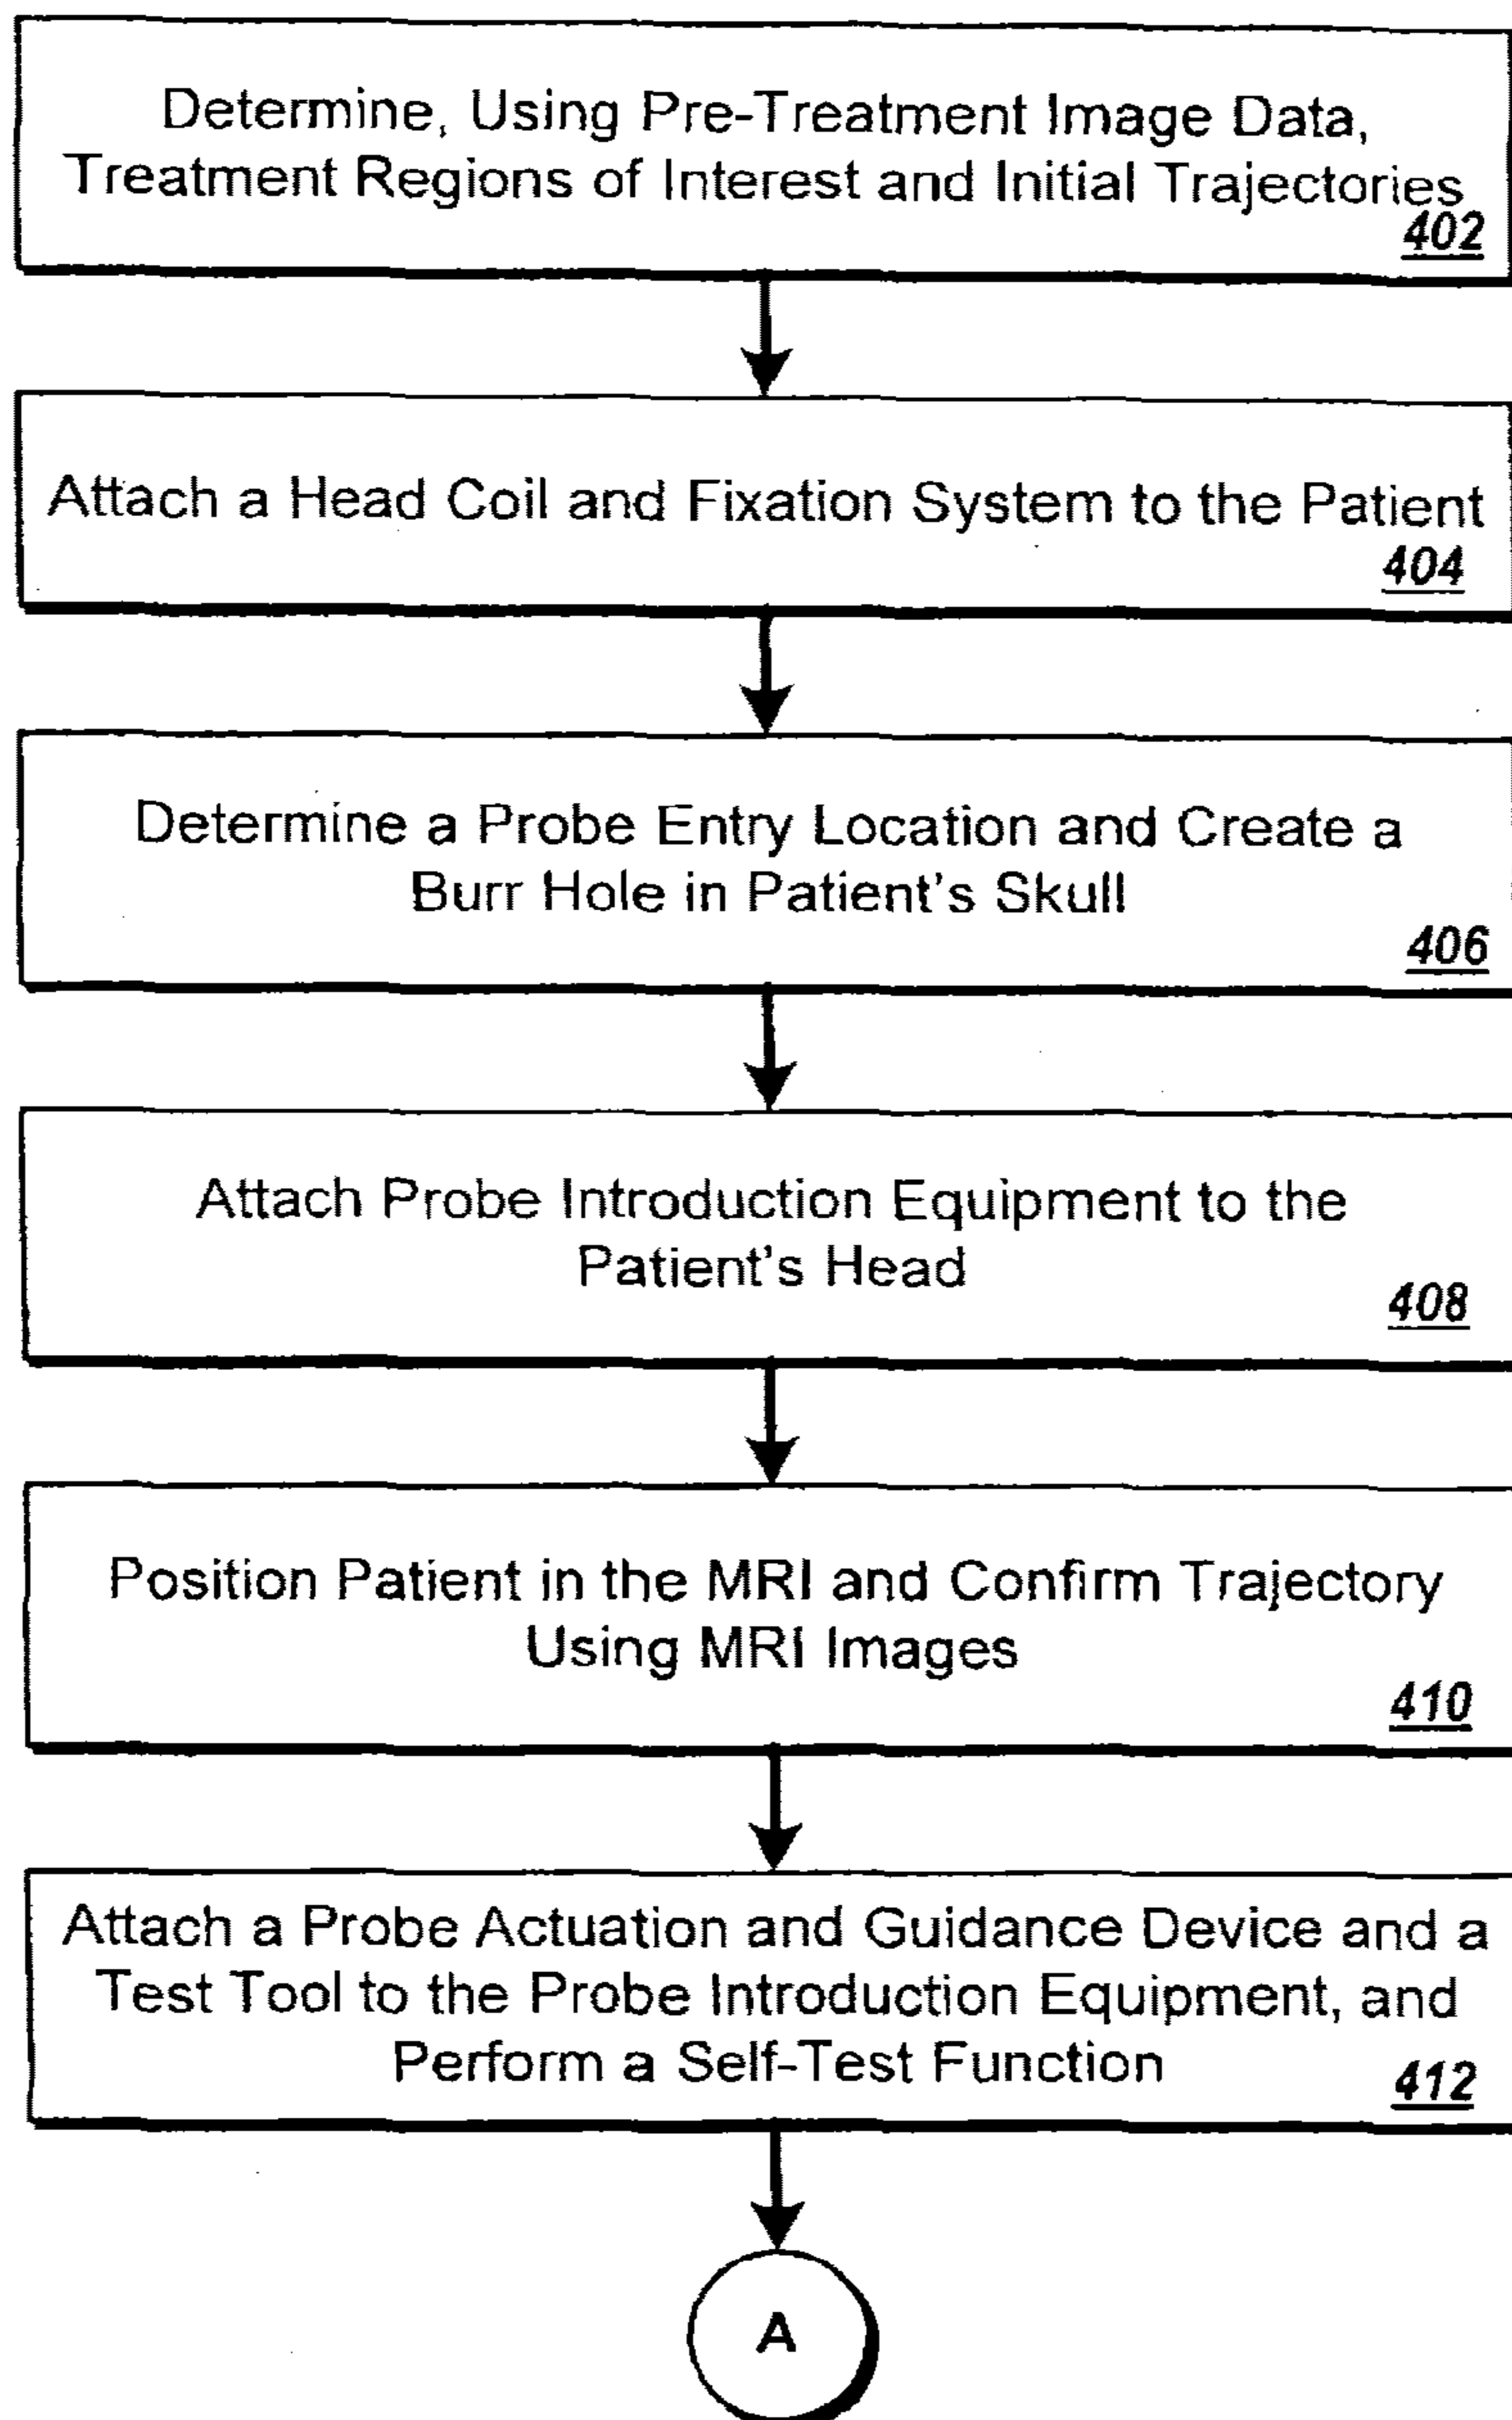 Determine, Using Pre-Treatment Image Data,
Treatment Regions of Interest and Initial Trajectories
402
Attach a Head Coil and Fixation System to the Patient
404
Determine a Probe Entry Location and Create a
Burr Hole in Patient's Skull
406
Attach Probe Introduction Equipment to the
Patient's Head
408
Position Patient in the MRI and Confirm Trajectory
Using MRI Images
410
Attach a Probe Actuation and Guidance Device and a
Test Tool to the Probe Introduction Equipment, and
Perform a Self-Test Function
412
A